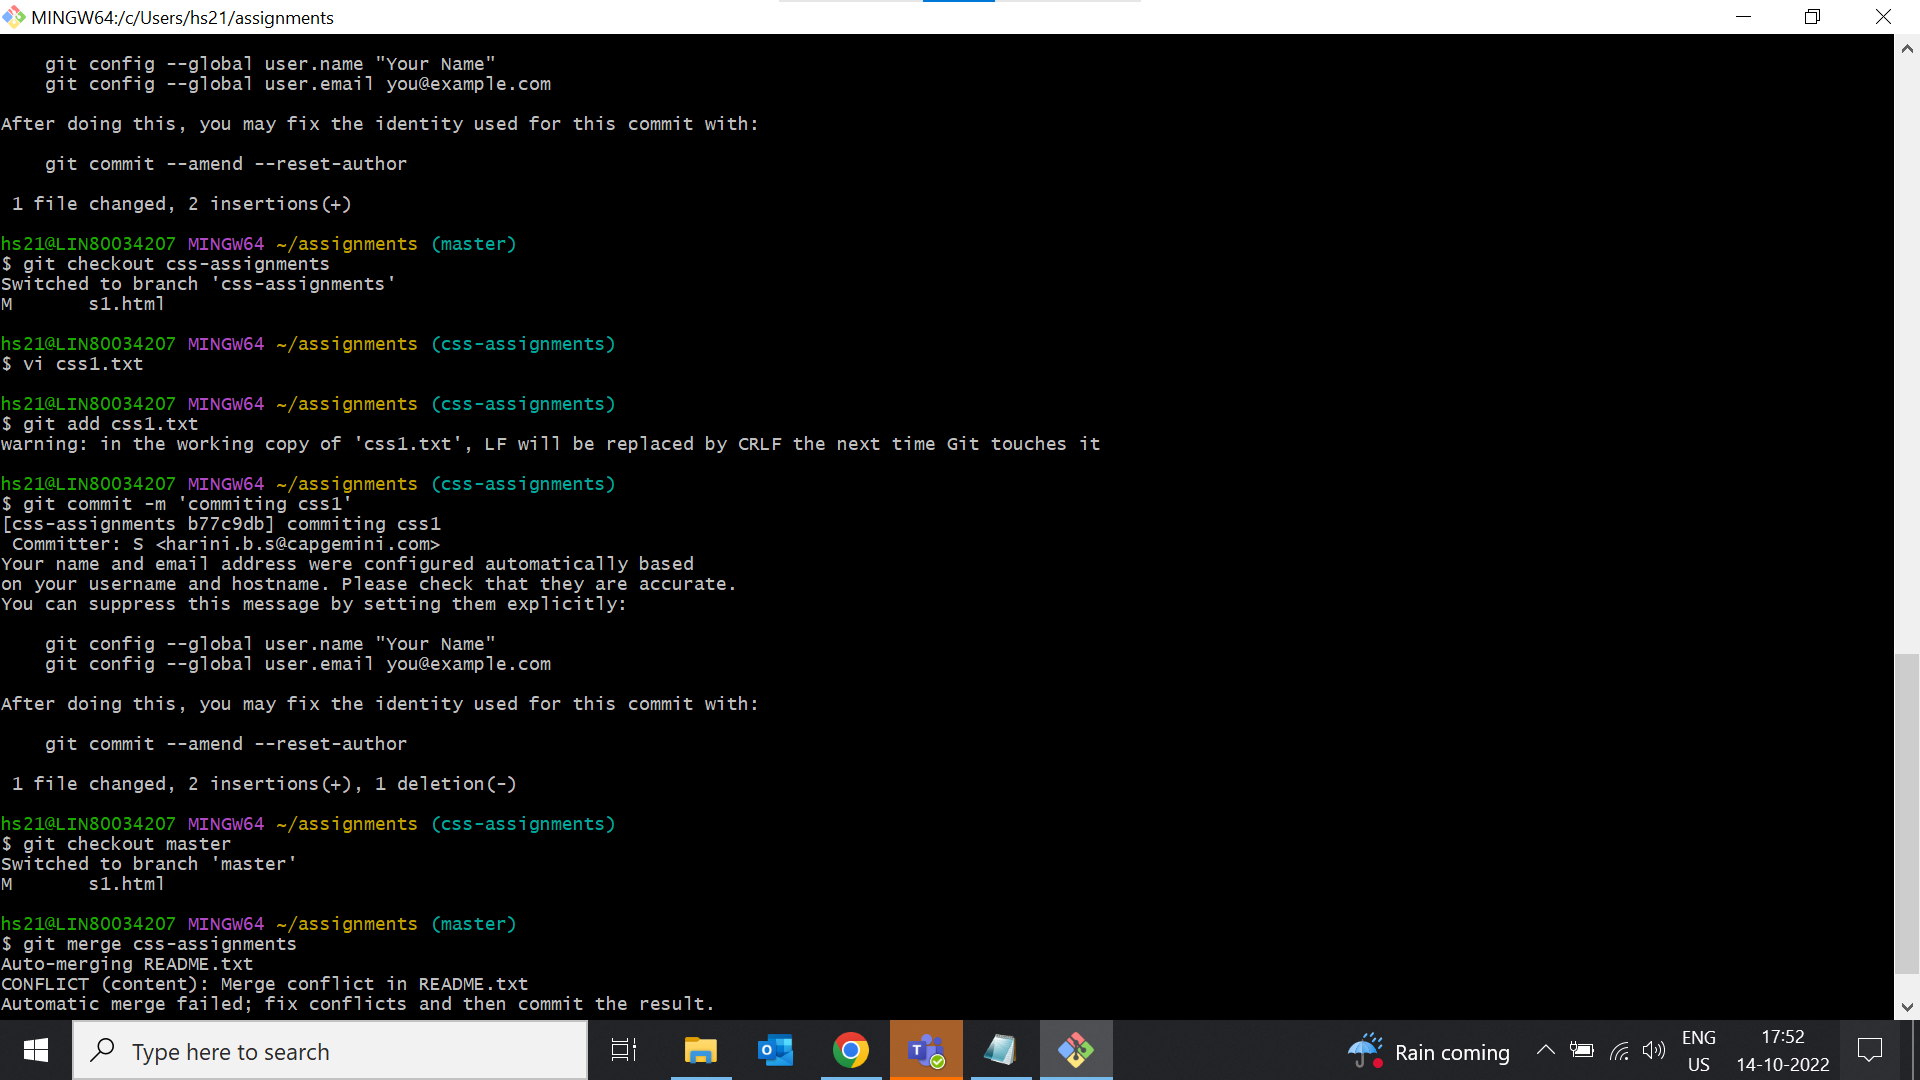 MINGW64:/c/Users/hs21/assignments
    git config --global user.name "Your Name"
    git config --global user.email you@example.com
After doing this, you may fix the identity used for this commit with:
    git commit --amend --reset-author
 1 file changed, 2 insertions(+)
hs21@LIN80034207 MINGW64 ~/assignments (master)
$ git checkout css-assignments
Switched to branch 'css-assignments'
M       s1.html
hs21@LIN80034207 MINGW64 ~/assignments (css-assignments)
$ vi css1.txt
hs21@LIN80034207 MINGW64 ~/assignments (css-assignments)
$ git add css1.txt
warning: in the working copy of 'css1.txt', LF will be replaced by CRLF the next time Git touches it
hs21@LIN80034207 MINGW64 ~/assignments (css-assignments)
$ git commit -m 'commiting css1'
[css-assignments b77c9db] commiting css1
 Committer: S <harini.b.s@capgemini.com>
Your name and email address were configured automatically based
on your username and hostname. Please check that they are accurate.
You can suppress this message by setting them explicitly:
    git config --global user.name "Your Name"
    git config --global user.email you@example.com
After doing this, you may fix the identity used for this commit with:
    git commit --amend --reset-author
 1 file changed, 2 insertions(+), 1 deletion(-)
hs21@LIN80034207 MINGW64 ~/assignments (css-assignments)
$ git checkout master
Switched to branch 'master'
M       s1.html
hs21@LIN80034207 MINGW64 ~/assignments (master)
$ git merge css-assignments
Auto-merging README.txt
CONFLICT (content): Merge conflict in README.txt
Automatic merge failed; fix conflicts and then commit the result.
Type here to search
Rain coming
ENG
US
17:52
14-10-2022